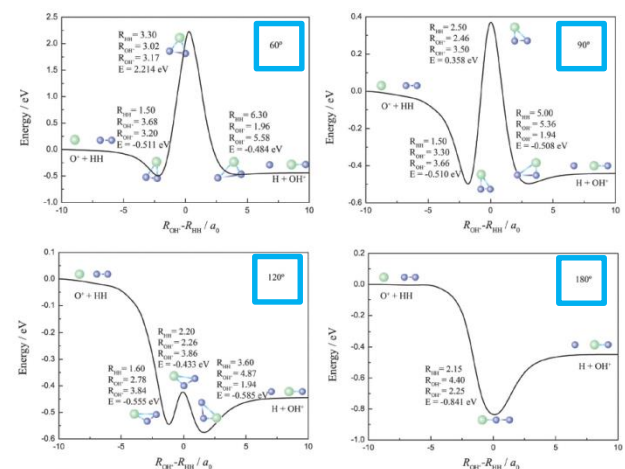 R_HH = 3.30
R_OH' = 3.02
R_OH'' = 3.17
E = 2.214 eV
60°
2.5
2.0
1.5
1.0
0.5
0.0
-0.5
-1.0
Energy / eV
R_HH = 1.50
R_OH' = 3.68
R_OH'' = 3.20
E = -0.511 eV
R_HH = 6.30
R_OH' = 1.96
R_OH'' = 5.58
E = -0.484 eV
O⁺ + HH
H + OH⁺
-10
-5
0
5
10
R_OH'-R_HH / a₀
R_HH = 2.50
R_OH' = 2.46
R_OH'' = 3.50
E = 0.358 eV
90°
0.4
0.2
0.0
-0.2
-0.4
-0.6
Energy / eV
O⁺ + HH
R_HH = 1.50
R_OH' = 3.30
R_OH'' = 3.66
E = -0.510 eV
R_HH = 5.00
R_OH' = 5.36
R_OH'' = 1.94
E = -0.508 eV
H + OH⁺
-10
-5
0
5
10
R_OH'-R_HH / a₀
120°
0.1
0.0
-0.1
-0.2
-0.3
-0.4
-0.5
-0.6
Energy / eV
O⁺ + HH
R_HH = 2.20
R_OH' = 2.26
R_OH'' = 3.86
E = -0.433 eV
R_HH = 1.60
R_OH' = 2.78
R_OH'' = 3.84
E = -0.555 eV
R_HH = 3.60
R_OH' = 4.87
R_OH'' = 1.94
E = -0.585 eV
H + OH⁺
-10
-5
0
5
10
R_OH'-R_HH / a₀
180°
0.2
0.0
-0.2
-0.4
-0.6
-0.8
-1.0
Energy / eV
O⁺ + HH
R_HH = 2.15
R_OH' = 4.40
R_OH'' = 2.25
E = -0.841 eV
H + OH⁺
-10
-5
0
5
10
R_OH'-R_HH / a₀